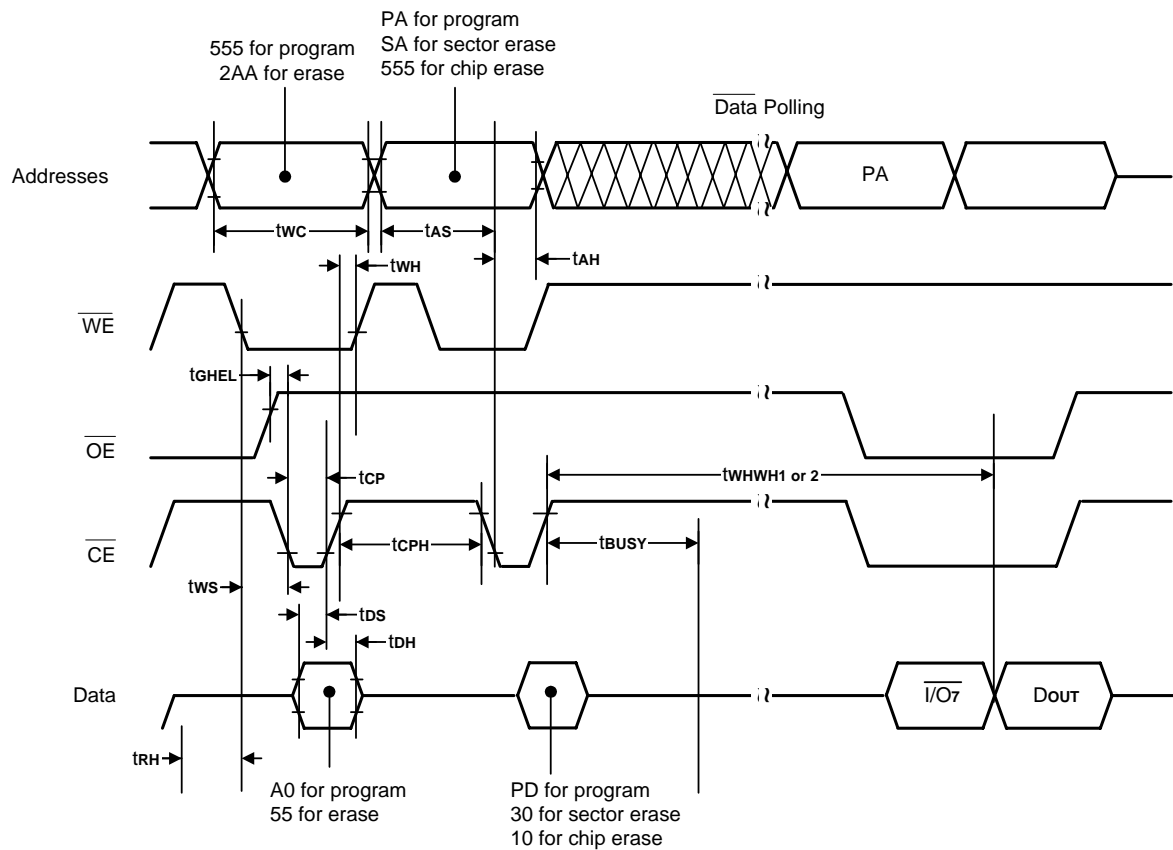 PA for program
SA for sector erase
555 for chip erase
555 for program
2AA for erase
Data Polling
Addresses
PA
tWC
tAS
tWH
tAH
WE
tGHEL
OE
tCP
tWHWH1 or 2
CE
tCPH
tBUSY
tWS
tDS
tDH
Data
I/O7
DOUT
tRH
A0 for program
55 for erase
PD for program
30 for sector erase
10 for chip erase